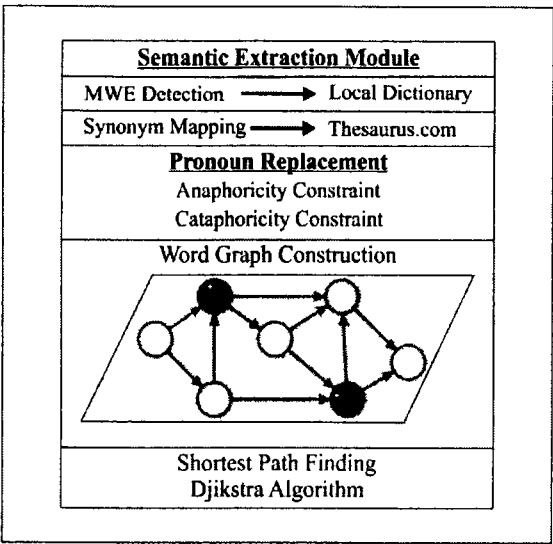 Semantic Extraction Module
MWE Detection Local Dictionary
Synonym Mapping Thesaurus.com
Pronoun Replacement
Anaphoricity Constraint
Cataphoricity Constraint
Word Graph Construction
Shortest Path Finding
Djikstra Algorithm